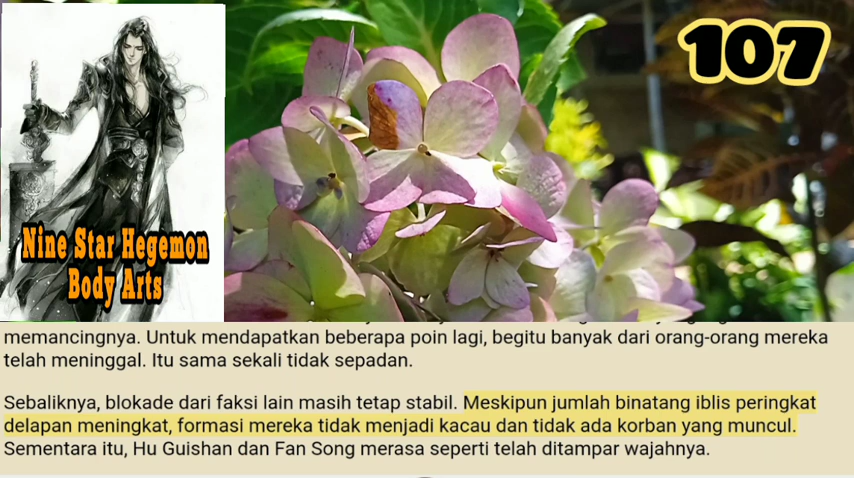 107
Nine Star Hegemon
Body Arts
memancingnya. Untuk mendapatkan beberapa poin lagi, begitu banyak dari orang-orang mereka
telah meninggal. Itu sama sekali tidak sepadan.
Sebaliknya, blokade dari faksi lain masih tetap stabil. Meskipun jumlah binatang iblis peringkat
delapan meningkat, formasi mereka tidak menjadi kacau dan tidak ada korban yang muncul.
Sementara itu, Hu Guishan dan Fan Song merasa seperti telah ditampar wajahnya.